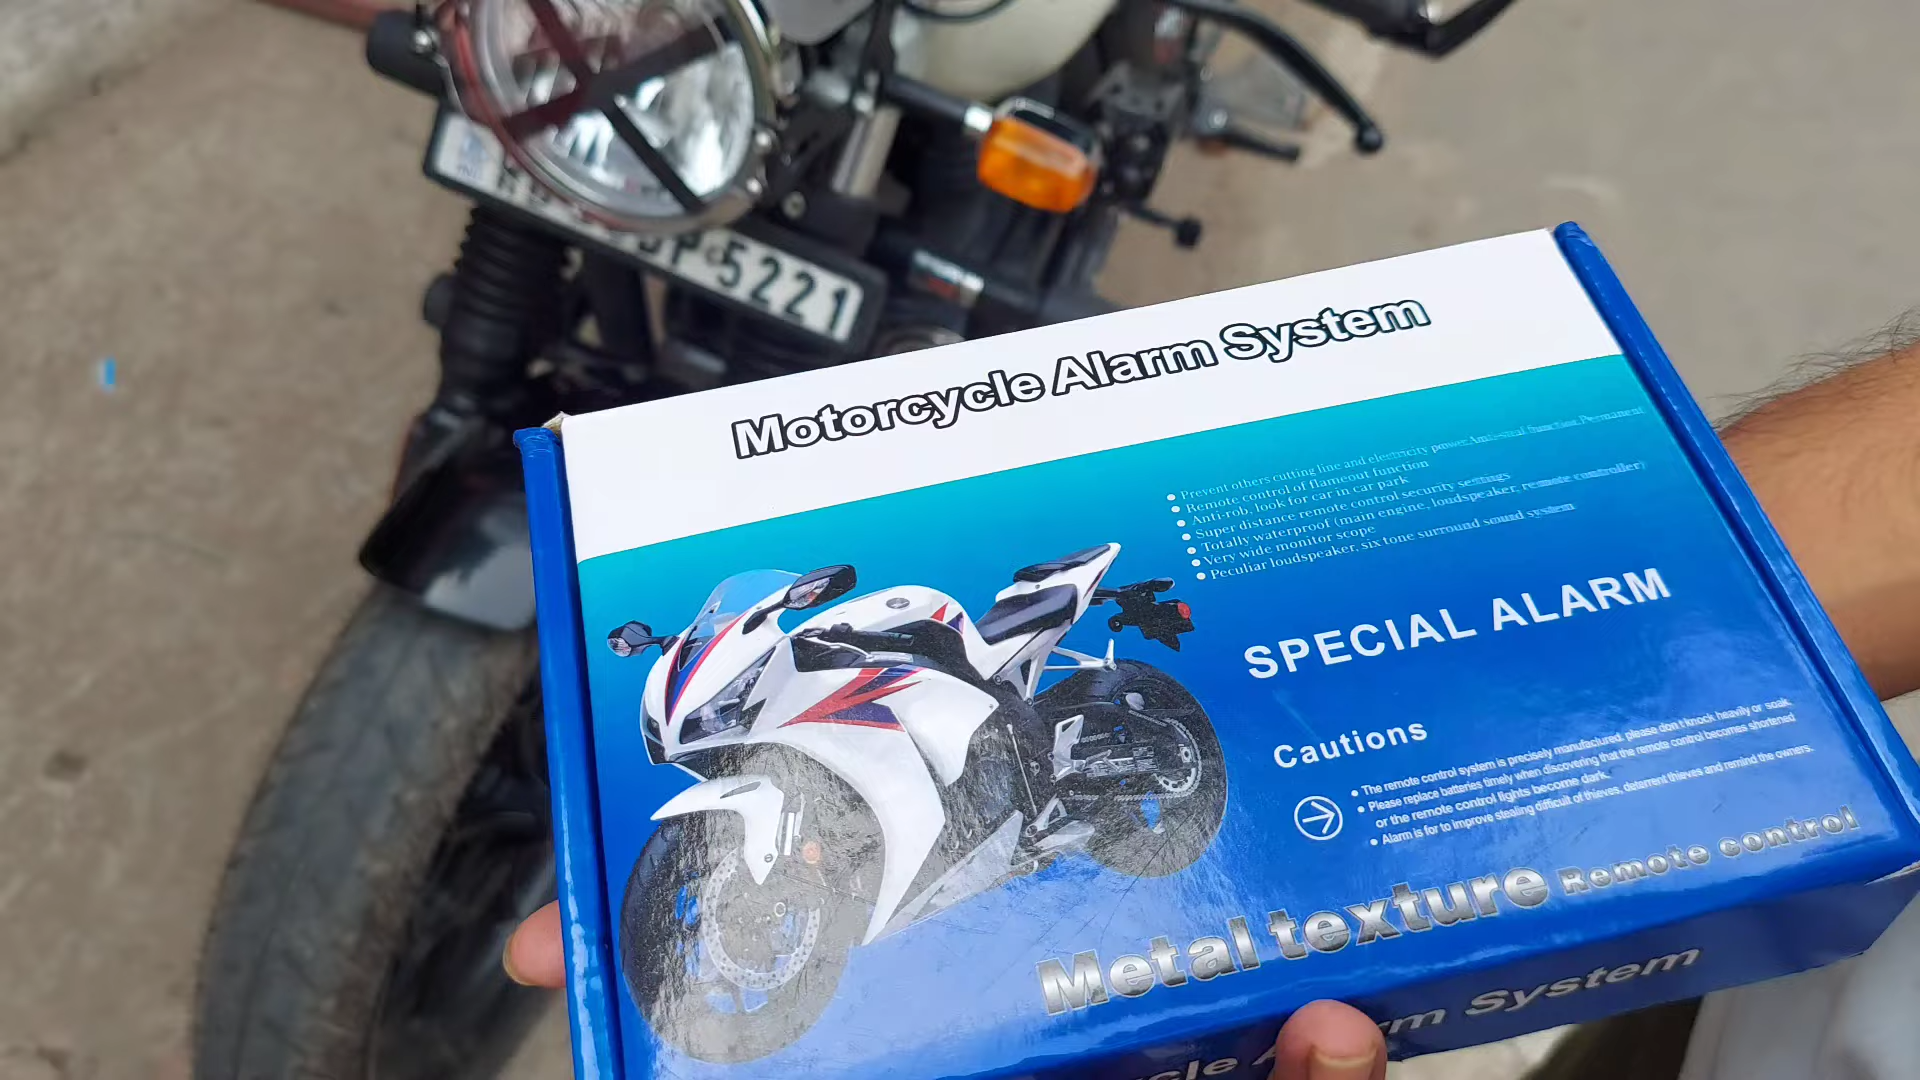 IND
5221
Motorcycle Alarm System
Prevent others cutting line and electricity power.Anti-steal function.Permanent
Remote control of flameout function
Anti-rob, look for car in car park
Super distance remote control security settings
Totally waterproof (main engine, loudspeaker, remote controller)
Very wide monitor scope
Peculiar loudspeaker, six tone surround sound system
SPECIAL ALARM
Cautions
The remote control system is precisely manufactured please don't knock heavily or soak.
Please replace batteries timely when discovering that the remote control becomes shortened
or the remote control lights become dark.
Alarm is for to improve stealing difficult of thieves, deterrent thieves and remind the owners.
Metal texture Remote control
System